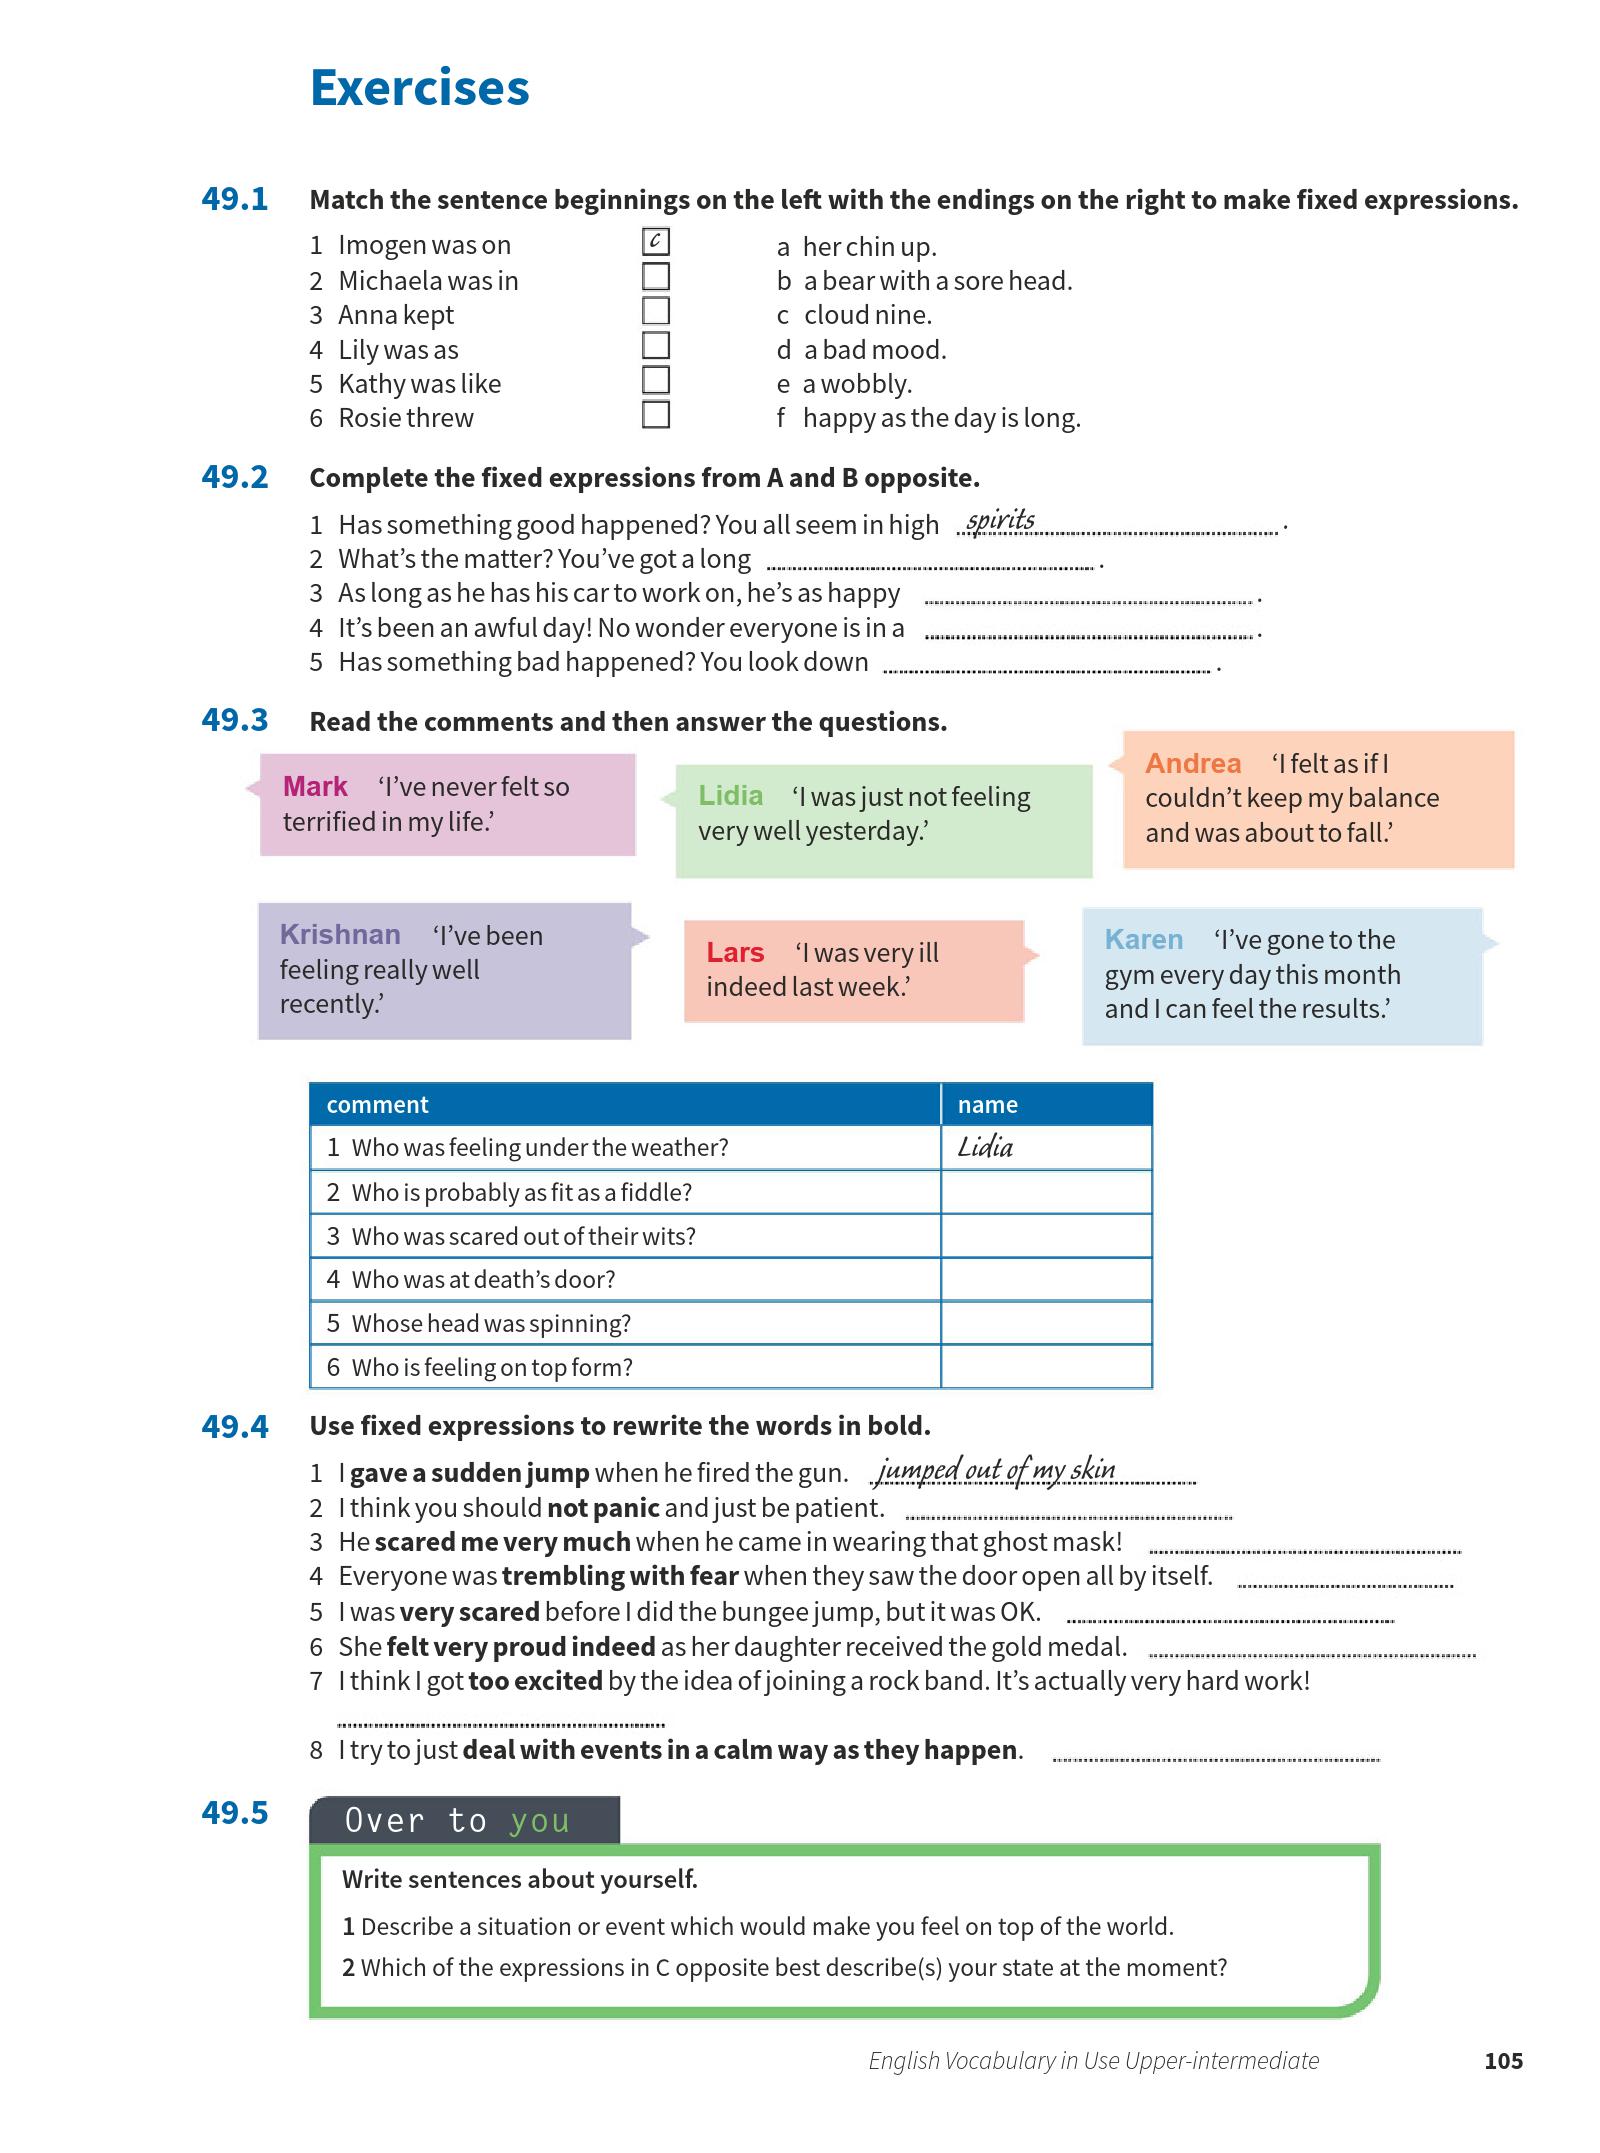 Exercises
49.1 Match the sentence beginnings on the left with the endings on the right to make fixed expressions.
1 Imogen was on c a her chin up.
2 Michaela was in b a bear with a sore head.
3 Anna kept c cloud nine.
4 Lily was as d a bad mood.
5 Kathy was like e a wobbly.
6 Rosie threw f happy as the day is long.
49.2 Complete the fixed expressions from A and B opposite.
1 Has something good happened? You all seem in high spirits .
2 What's the matter? You've got a long .
3 As long as he has his car to work on, he's as happy .
4 It's been an awful day! No wonder everyone is in a .
5 Has something bad happened? You look down .
49.3 Read the comments and then answer the questions.
Mark 'I've never felt so
terrified in my life.'
Lidia 'I was just not feeling
very well yesterday.'
Andrea 'I felt as if I
couldn't keep my balance
and was about to fall.'
Krishnan 'I've been
feeling really well
recently.'
Lars 'I was very ill
indeed last week.'
Karen 'I've gone to the
gym every day this month
and I can feel the results.'
comment name
1 Who was feeling under the weather? Lidia
2 Who is probably as fit as a fiddle?
3 Who was scared out of their wits?
4 Who was at death's door?
5 Whose head was spinning?
6 Who is feeling on top form?
49.4 Use fixed expressions to rewrite the words in bold.
1 I gave a sudden jump when he fired the gun. jumped out of my skin
2 I think you should not panic and just be patient.
3 He scared me very much when he came in wearing that ghost mask!
4 Everyone was trembling with fear when they saw the door open all by itself.
5 I was very scared before I did the bungee jump, but it was OK.
6 She felt very proud indeed as her daughter received the gold medal.
7 I think I got too excited by the idea of joining a rock band. It's actually very hard work!
8 I try to just deal with events in a calm way as they happen.
49.5 Over to you
Write sentences about yourself.
1 Describe a situation or event which would make you feel on top of the world.
2 Which of the expressions in C opposite best describe(s) your state at the moment?
English Vocabulary in Use Upper-intermediate 105